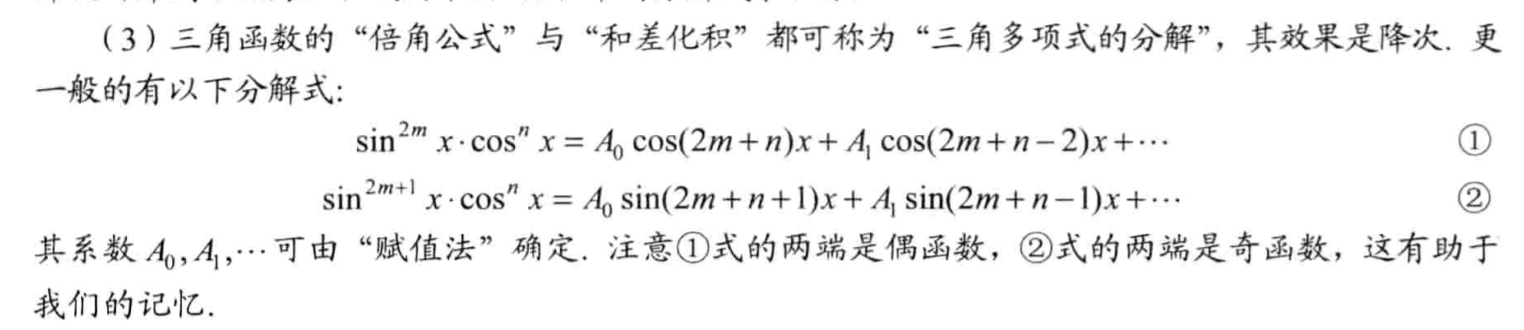 （3）三角函数的“倍角公式”与“和差化积”都可称为“三角多项式的分解”，其效果是降次. 更
一般的有以下分解式:
sin^{2m} x·cos^n x = A_0 cos(2m+n)x + A_1 cos(2m+n−2)x + ⋯ ①
sin^{2m+1} x·cos^n x = A_0 sin(2m+n+1)x + A_1 sin(2m+n−1)x + ⋯ ②
其系数 A_0, A_1, ⋯ 可由“赋值法”确定. 注意①式的两端是偶函数，②式的两端是奇函数，这有助于
我们的记忆.